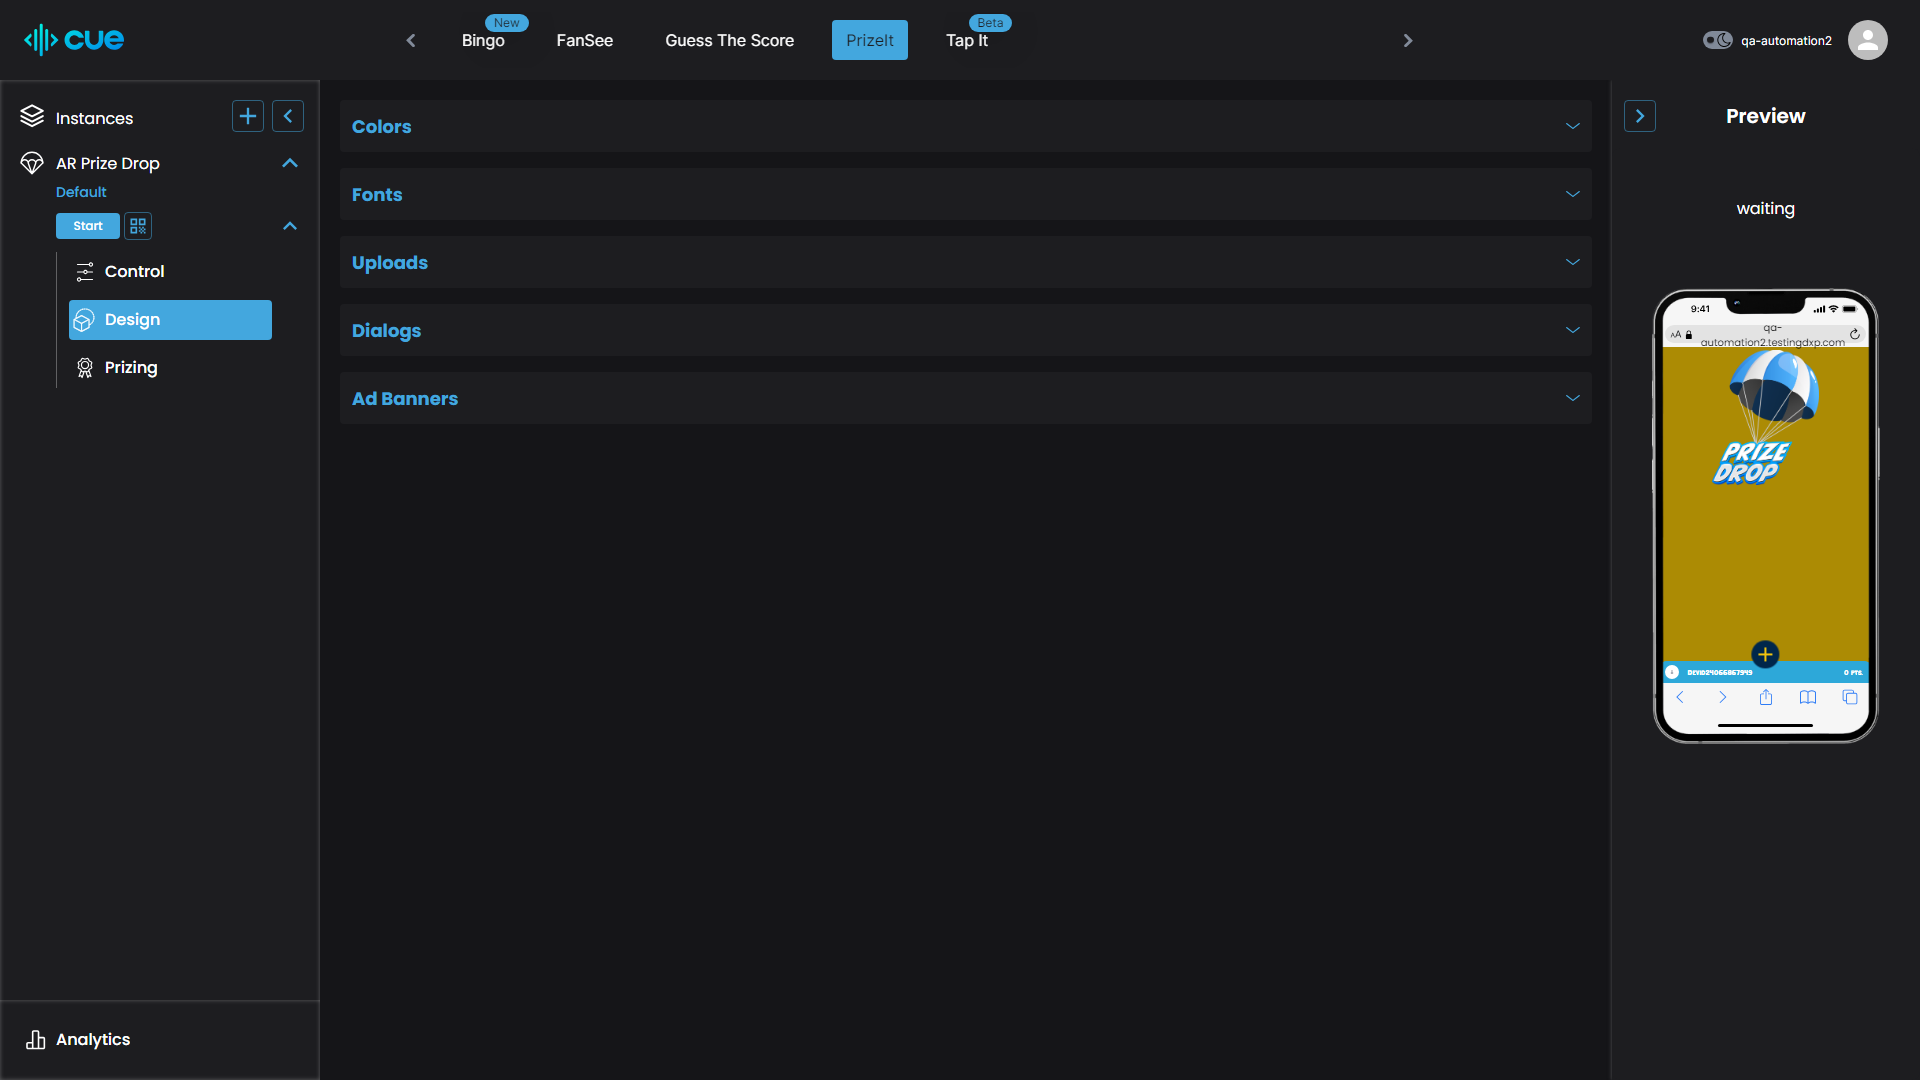 cue
New
Bingo
FanSee
Guess The Score
PrizeIt
Beta
Tap It
qa-automation2
Instances
AR Prize Drop
Default
Start
Control
Design
Prizing
Analytics
Colors
Fonts
Uploads
Dialogs
Ad Banners
Preview
waiting
9:41
AA
qa-
automation2.testingdxp.com
PRIZE
DROP
0 PTS.